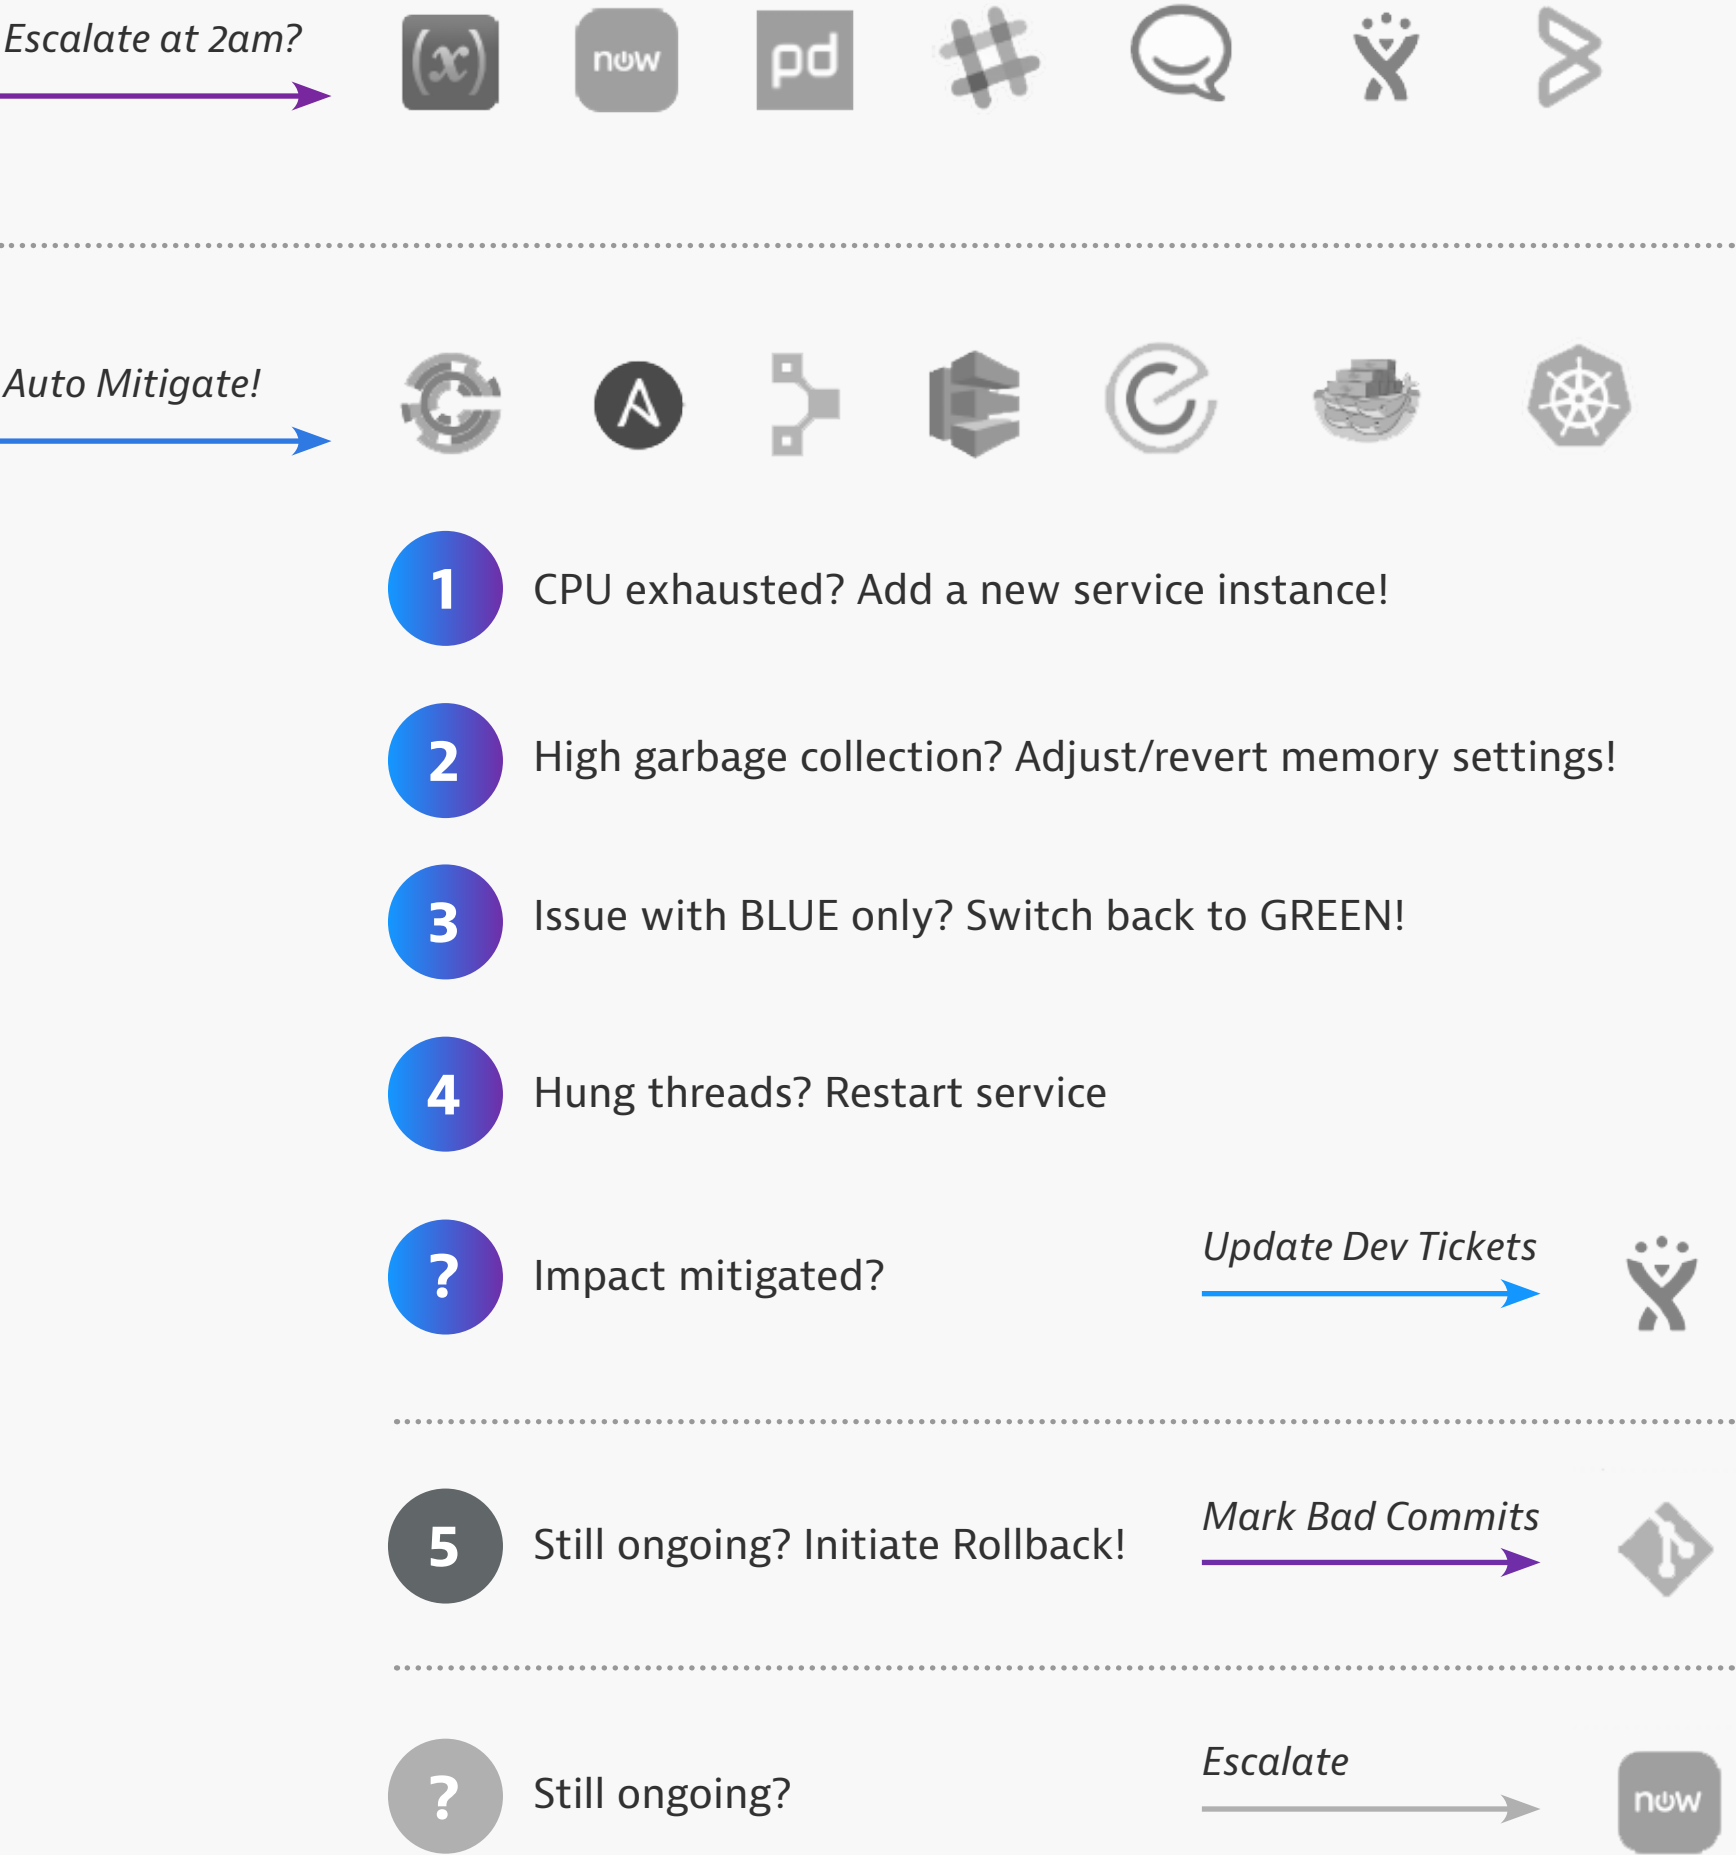 Escalate at 2am?
(x)
now
pd
Auto Mitigate!
A
1
CPU exhausted? Add a new service instance!
2
High garbage collection? Adjust/revert memory settings!
3
Issue with BLUE only? Switch back to GREEN!
4
Hung threads? Restart service
?
Impact mitigated?
Update Dev Tickets
5
Still ongoing? Initiate Rollback!
Mark Bad Commits
?
Still ongoing?
Escalate
now